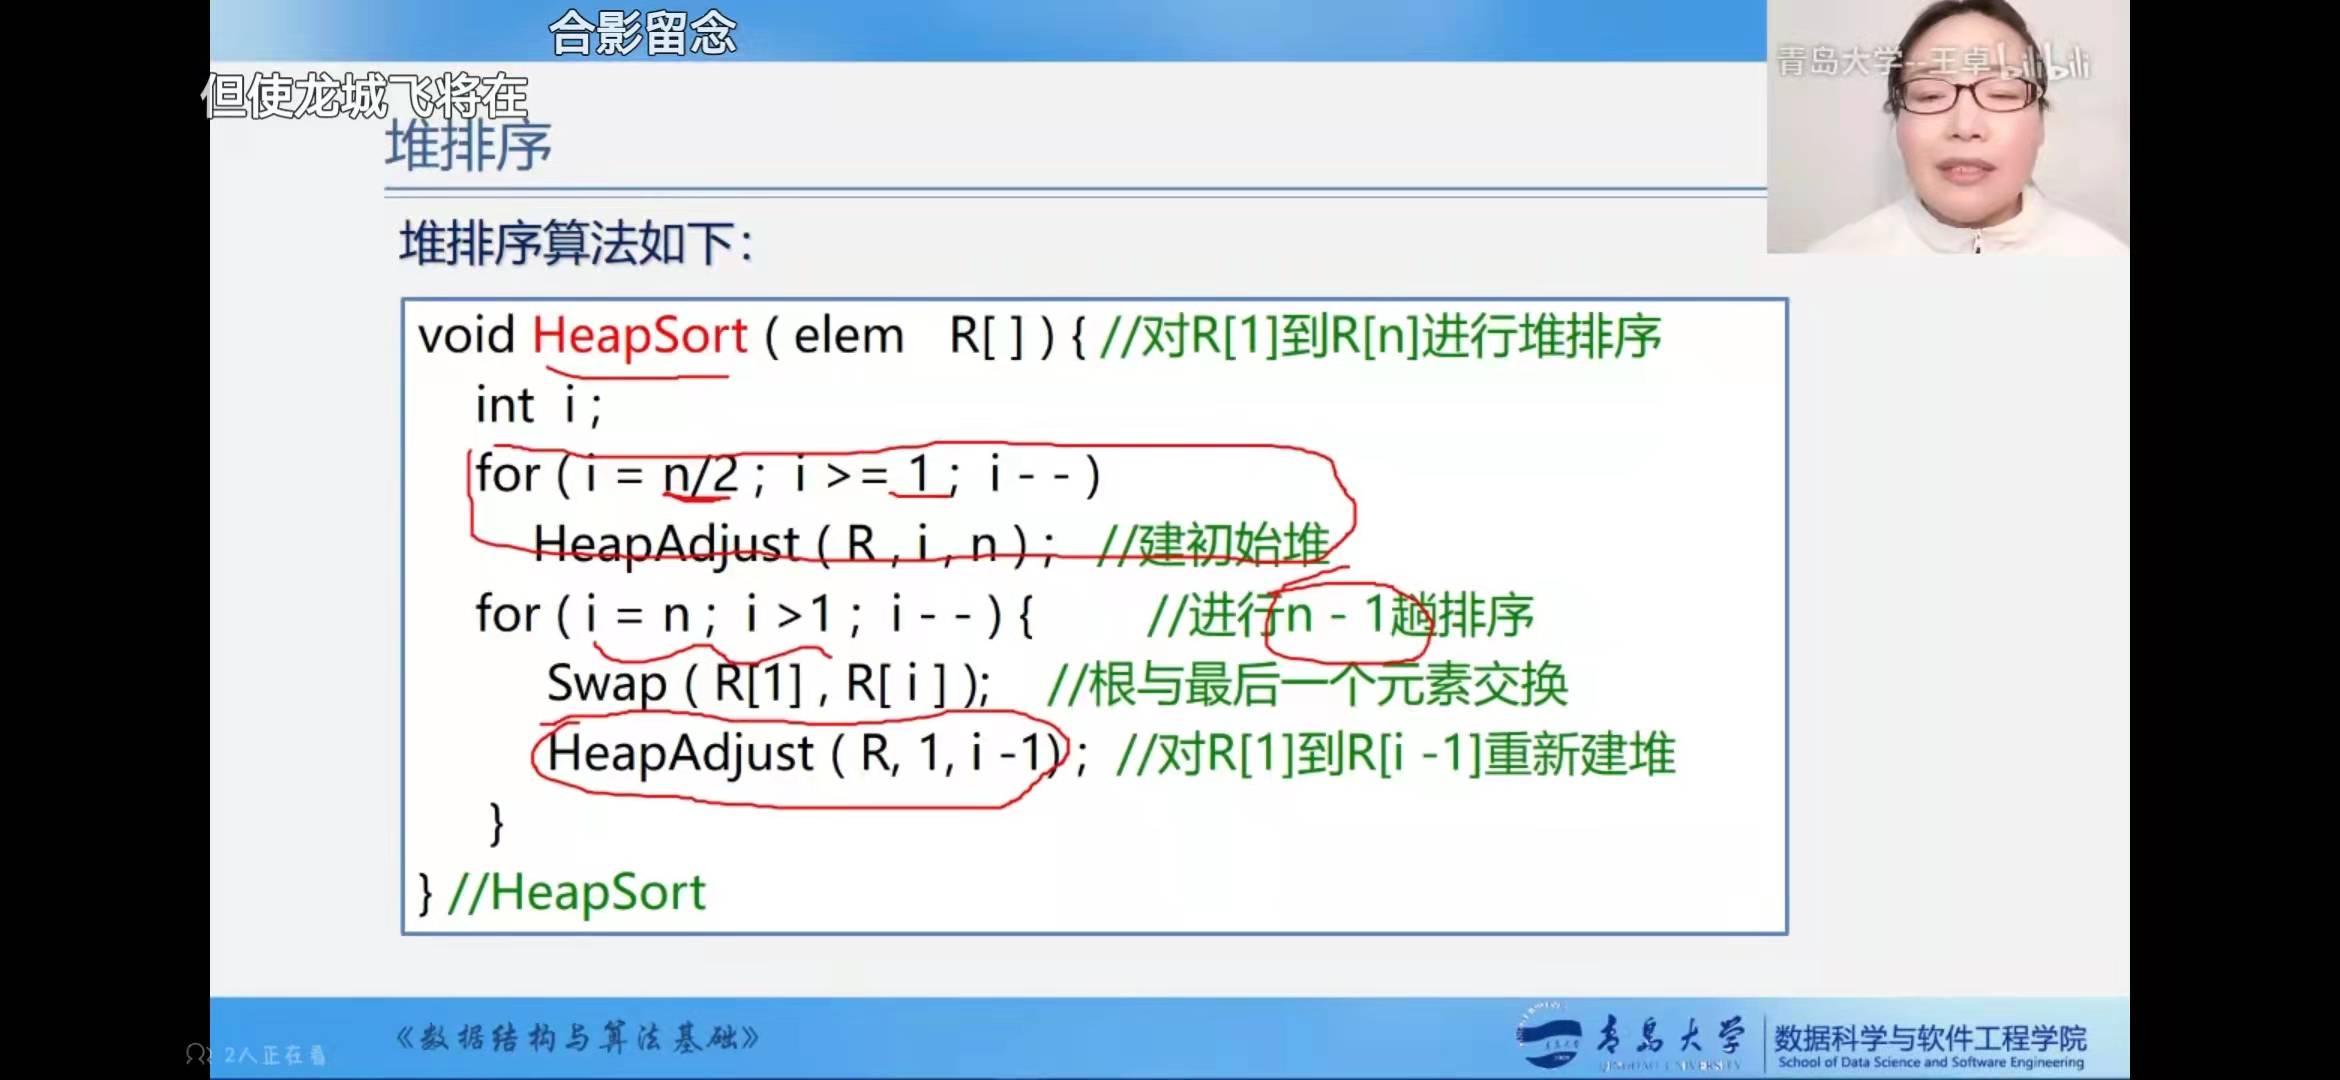 合影留念
但使龙城飞将在
青岛大学--王卓 bilibili
堆排序
堆排序算法如下：
void HeapSort ( elem R[ ] ) { //对R[1]到R[n]进行堆排序
int i ;
for ( i = n/2 ; i >= 1 ; i - - )
HeapAdjust ( R , i , n ) ; //建初始堆
for ( i = n ; i >1 ; i - - ) { //进行n - 1趟排序
Swap ( R[1] , R[ i ] ); //根与最后一个元素交换
HeapAdjust ( R, 1, i -1) ; //对R[1]到R[i -1]重新建堆
}
} //HeapSort
2人正在看
《数据结构与算法基础》
青岛大学
QINGDAO UNIVERSITY
数据科学与软件工程学院
School of Data Science and Software Engineering